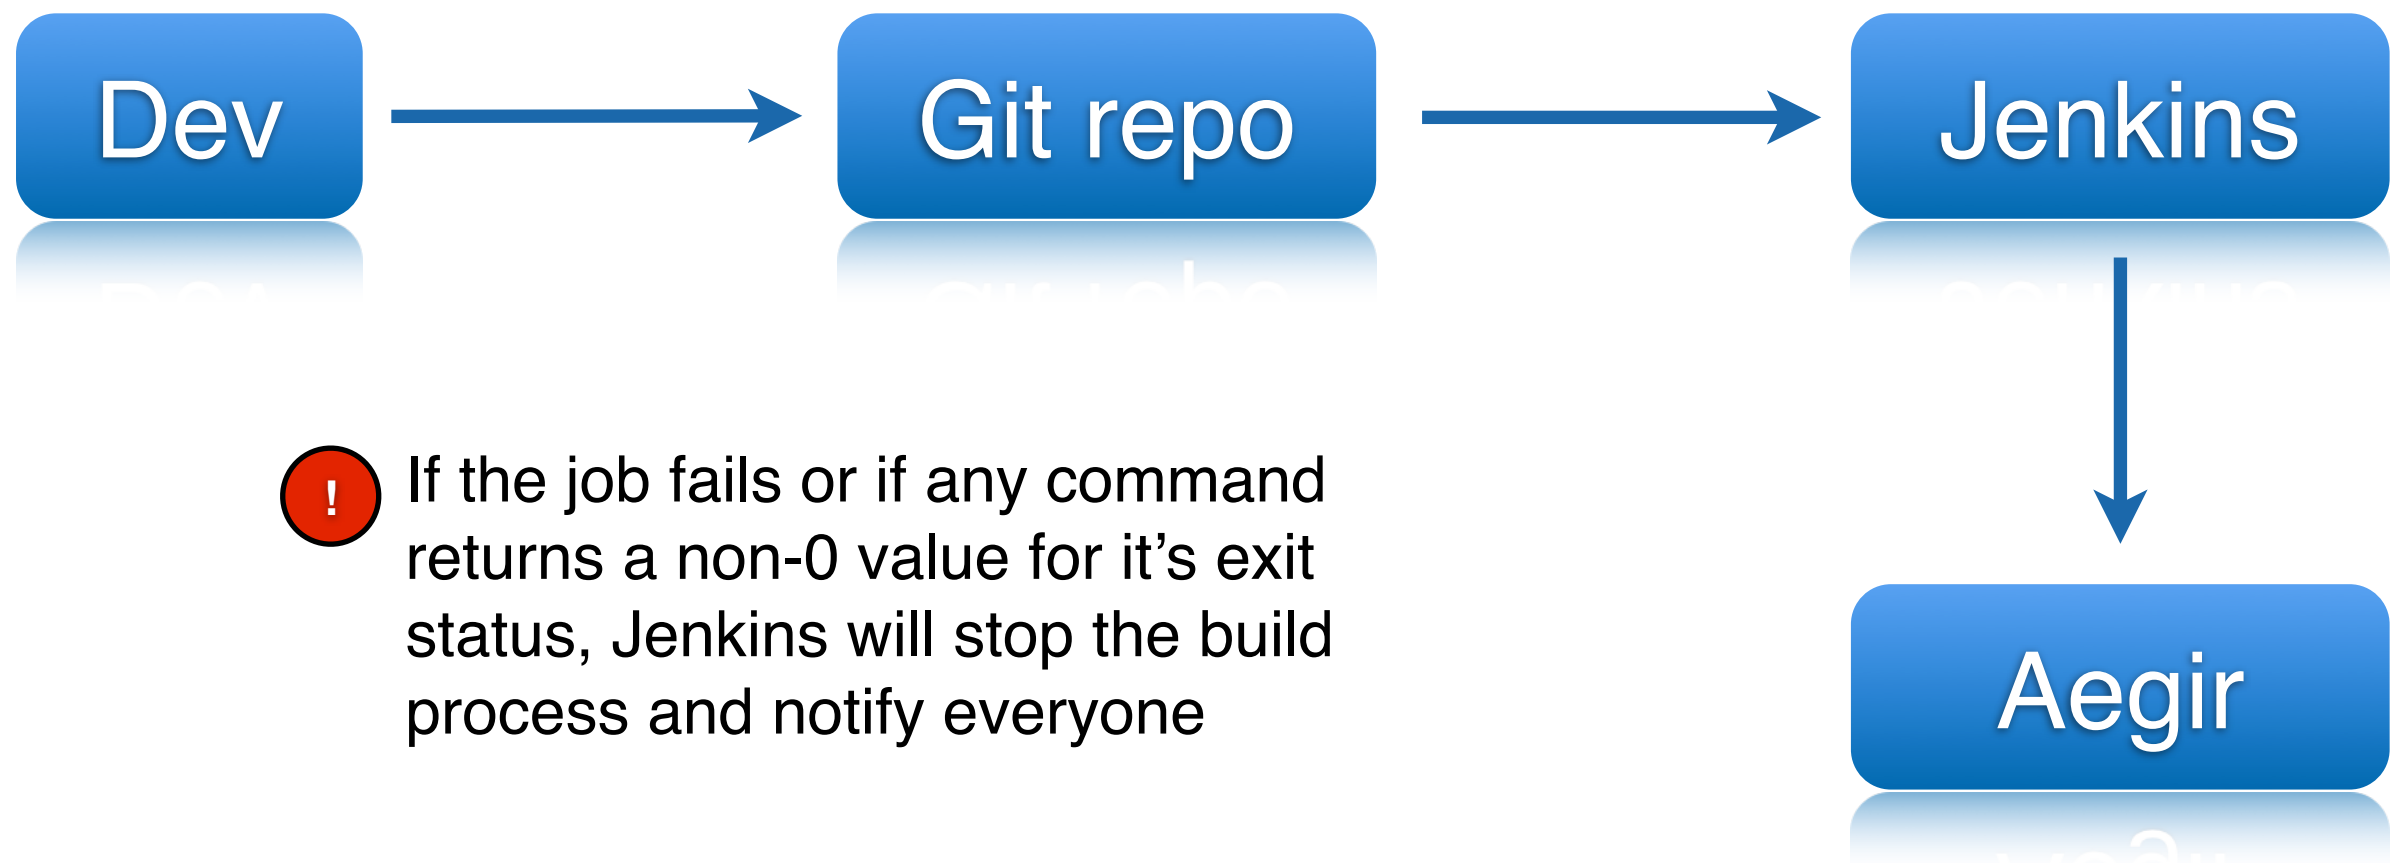 Dev
Git repo
Jenkins
!
If the job fails or if any command
returns a non-0 value for it’s exit
status, Jenkins will stop the build
process and notify everyone
Aegir